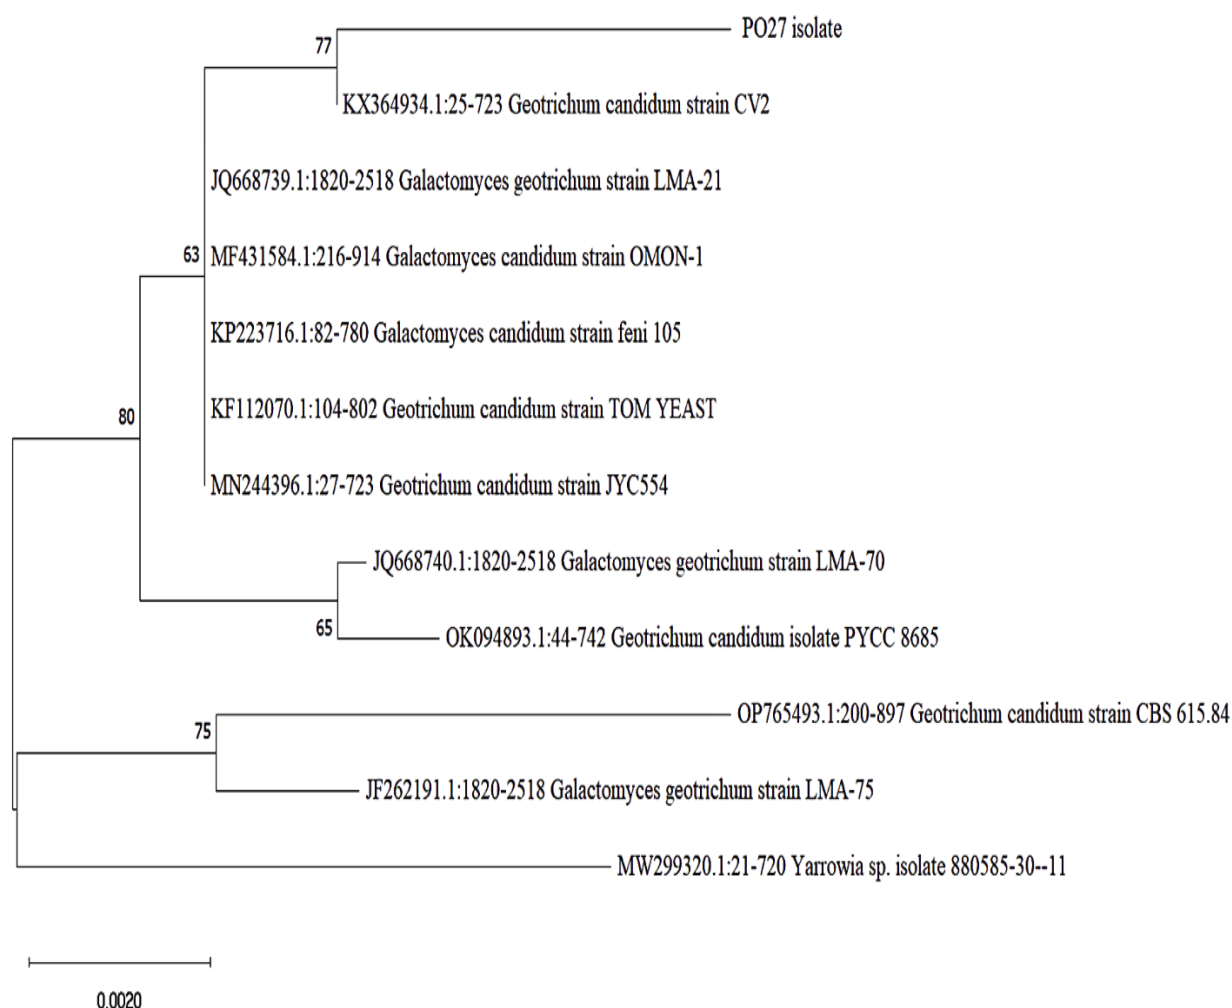 PO27 isolate
77
KX364934.1:25-723 Geotrichum candidum strain CV2
JQ668739.1:1820-2518 Galactomyces geotrichum strain LMA-21
63
MF431584.1:216-914 Galactomyces candidum strain OMON-1
KP223716.1:82-780 Galactomyces candidum strain feni 105
KF112070.1:104-802 Geotrichum candidum strain TOM YEAST
80
MN244396.1:27-723 Geotrichum candidum strain JYC554
JQ668740.1:1820-2518 Galactomyces geotrichum strain LMA-70
65
OK094893.1:44-742 Geotrichum candidum isolate PYCC 8685
OP765493.1:200-897 Geotrichum candidum strain CBS 615.84
75
JF262191.1:1820-2518 Galactomyces geotrichum strain LMA-75
MW299320.1:21-720 Yarrowia sp. isolate 880585-30--11
0.0020